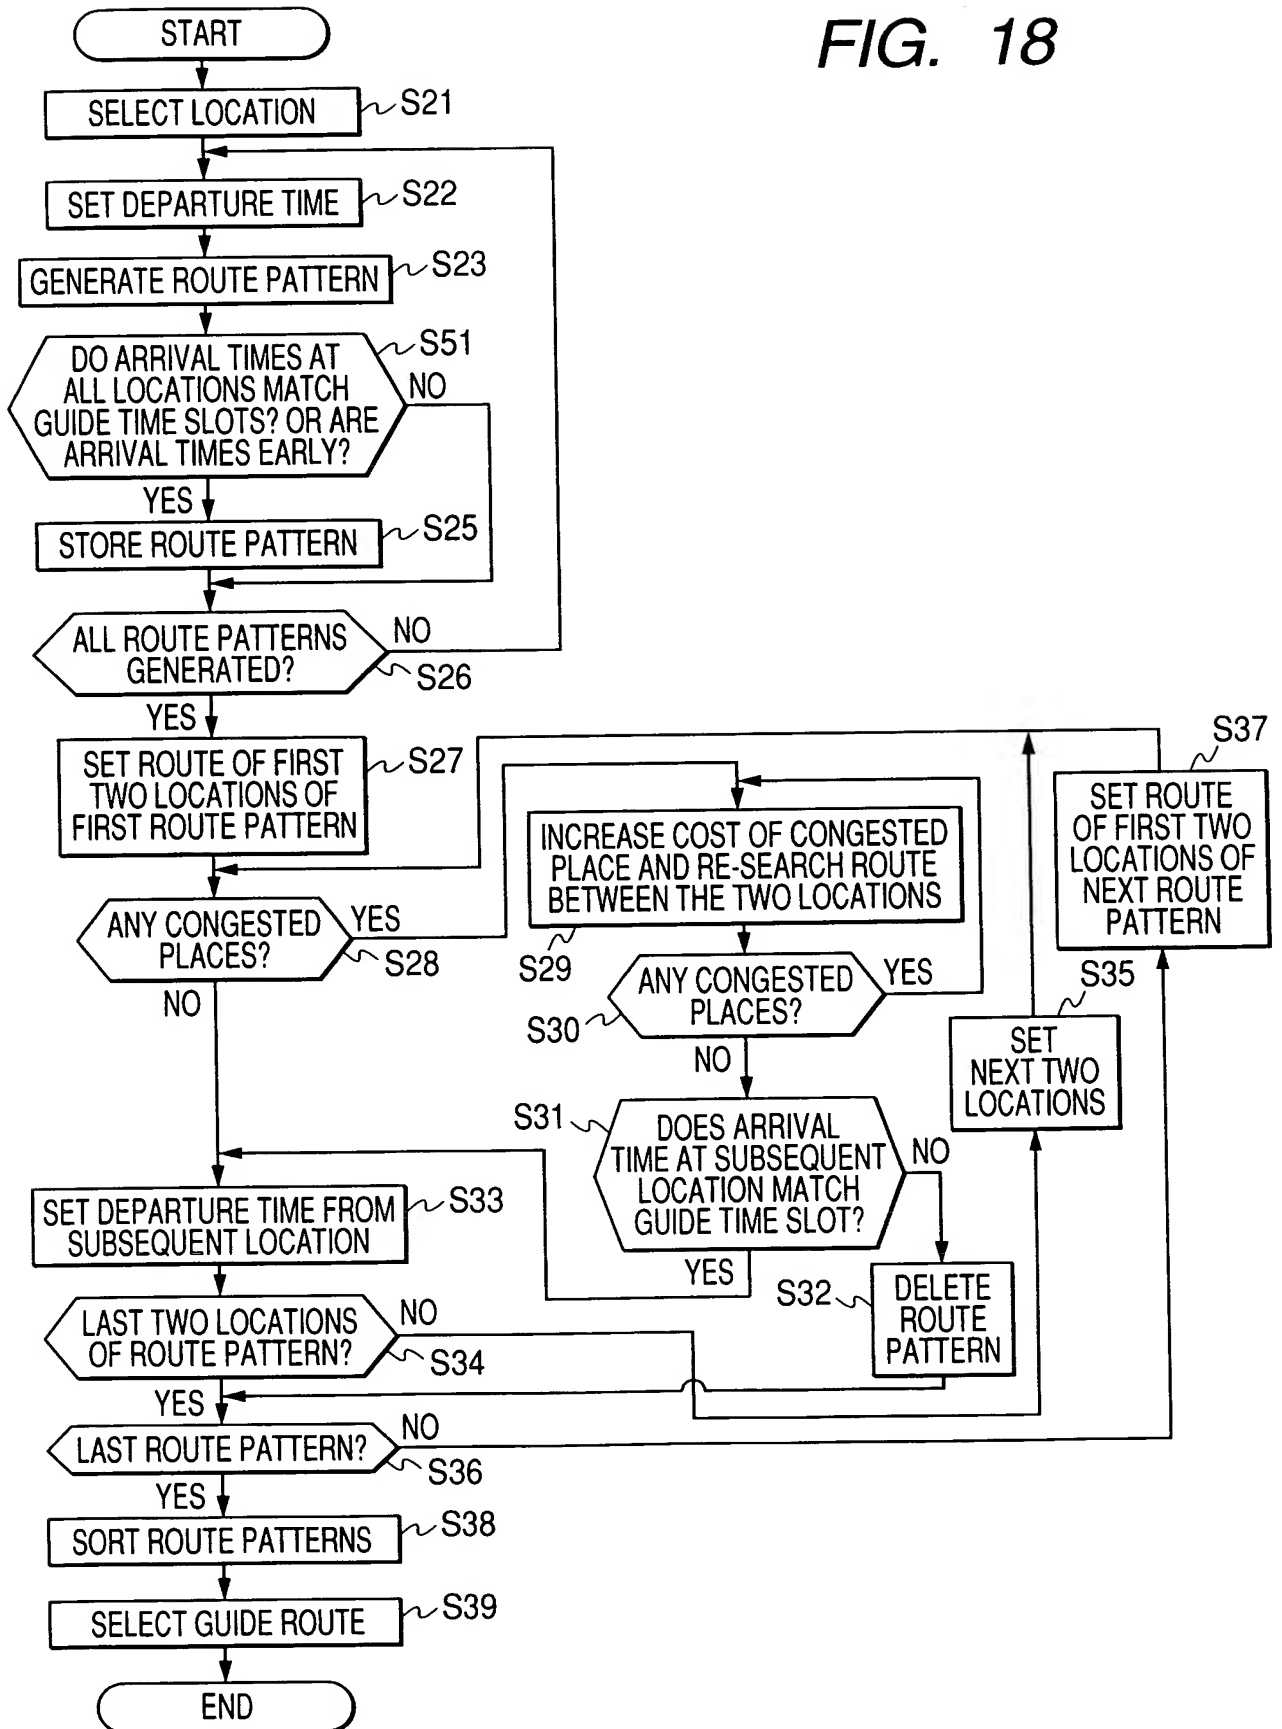 FIG. 18
START
SELECT LOCATION
S21
SET DEPARTURE TIME
S22
GENERATE ROUTE PATTERN
S23
DO ARRIVAL TIMES AT
ALL LOCATIONS MATCH
GUIDE TIME SLOTS? OR ARE
ARRIVAL TIMES EARLY?
S51
NO
YES
STORE ROUTE PATTERN
S25
ALL ROUTE PATTERNS
GENERATED?
NO
S26
YES
SET ROUTE OF FIRST
TWO LOCATIONS OF
FIRST ROUTE PATTERN
S27
ANY CONGESTED
PLACES?
YES
S28
NO
INCREASE COST OF CONGESTED
PLACE AND RE-SEARCH ROUTE
BETWEEN THE TWO LOCATIONS
S29
ANY CONGESTED
PLACES?
YES
S30
NO
S31
DOES ARRIVAL
TIME AT SUBSEQUENT
LOCATION MATCH
GUIDE TIME SLOT?
NO
YES
S32
DELETE
ROUTE
PATTERN
S35
SET
NEXT TWO
LOCATIONS
S37
SET ROUTE
OF FIRST TWO
LOCATIONS OF
NEXT ROUTE
PATTERN
SET DEPARTURE TIME FROM
SUBSEQUENT LOCATION
S33
LAST TWO LOCATIONS
OF ROUTE PATTERN?
NO
S34
YES
LAST ROUTE PATTERN?
NO
S36
YES
SORT ROUTE PATTERNS
S38
SELECT GUIDE ROUTE
S39
END